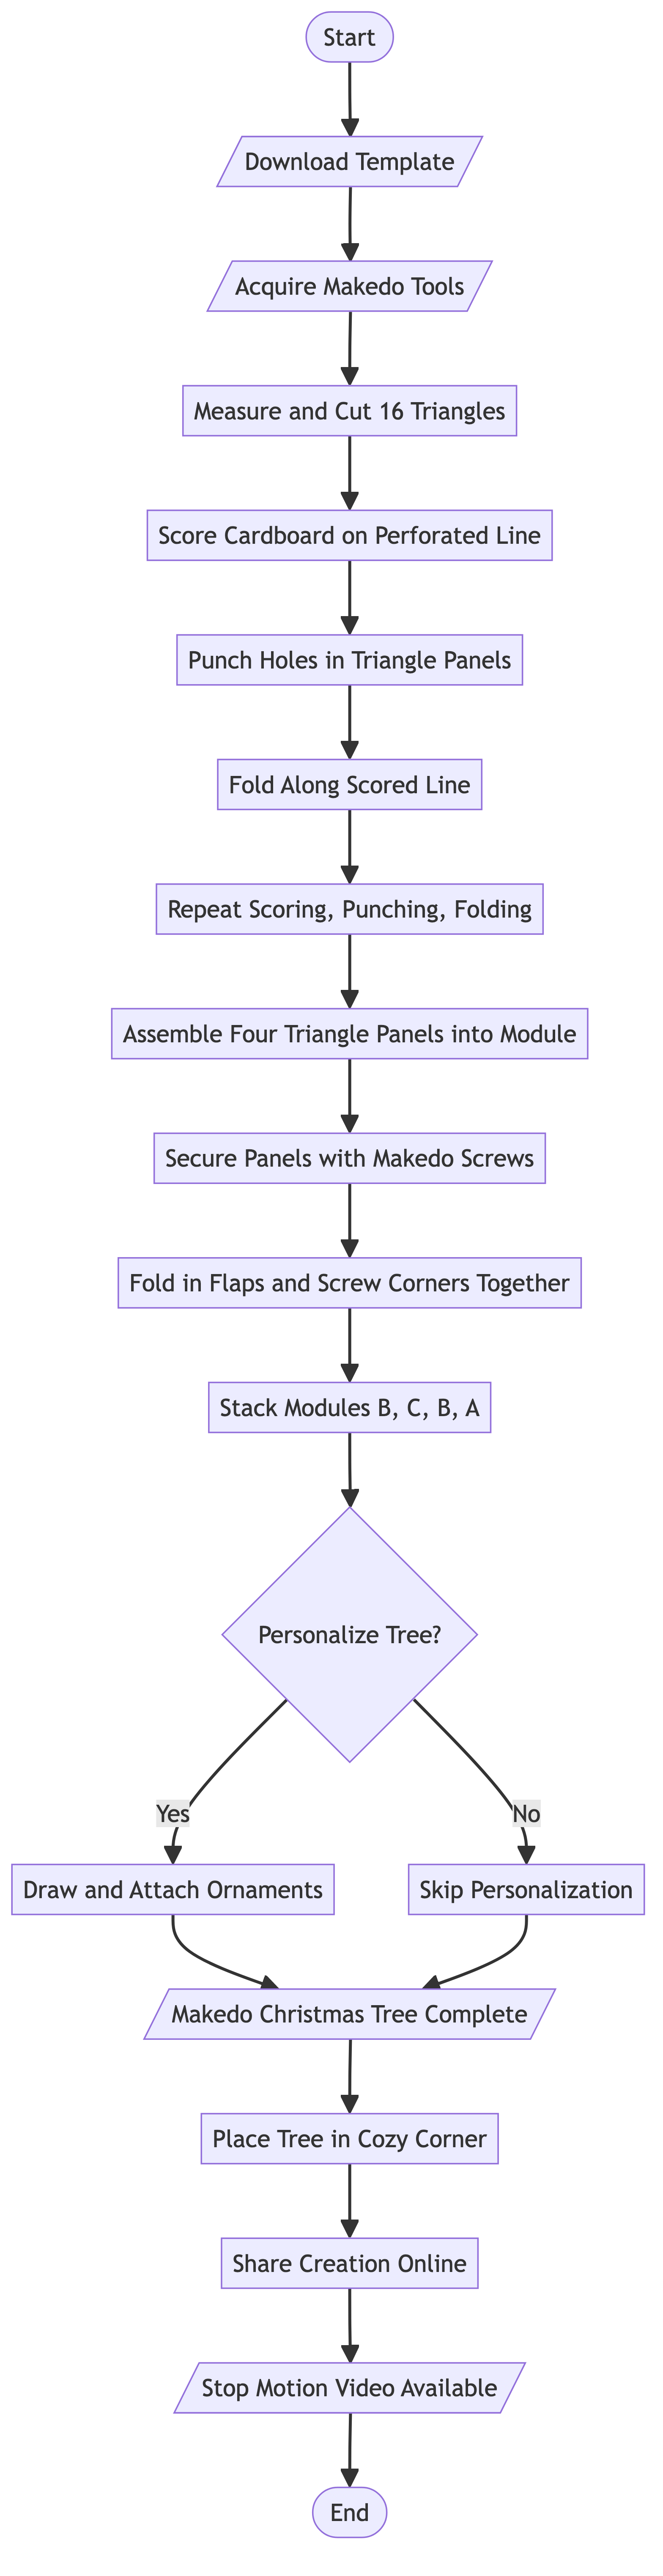 Start
Download Template
Acquire Makedo Tools
Measure and Cut 16 Triangles
Score Cardboard on Perforated Line
Punch Holes in Triangle Panels
Fold Along Scored Line
Repeat Scoring, Punching, Folding
Assemble Four Triangle Panels into Module
Secure Panels with Makedo Screws
Fold in Flaps and Screw Corners Together
Stack Modules B, C, B, A
Personalize Tree?
Yes
No
Draw and Attach Ornaments
Skip Personalization
Makedo Christmas Tree Complete
Place Tree in Cozy Corner
Share Creation Online
Stop Motion Video Available
End